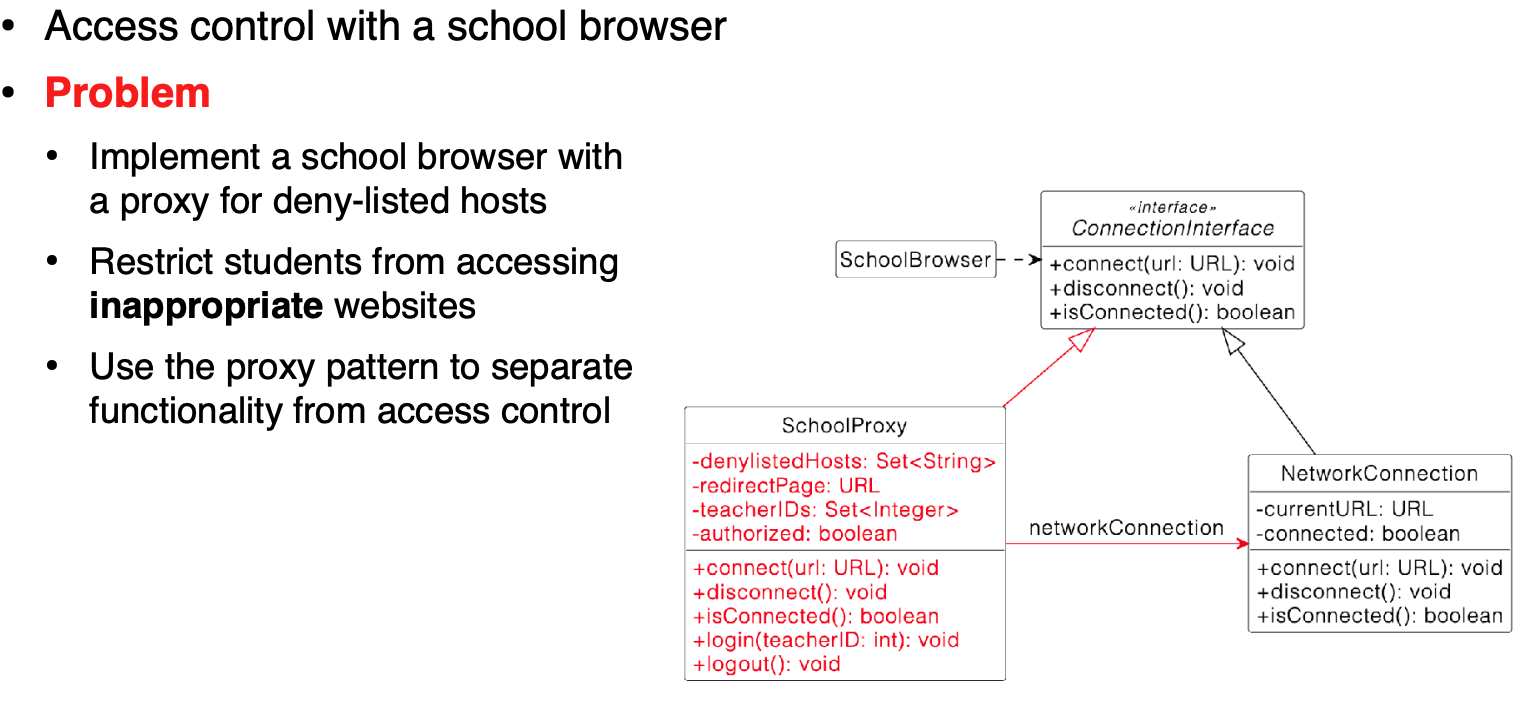 • Access control with a school browser
• Problem
• Implement a school browser with
a proxy for deny-listed hosts
• Restrict students from accessing
inappropriate websites
• Use the proxy pattern to separate
functionality from access control
SchoolBrowser
«interface»
ConnectionInterface
+connect(url: URL): void
+disconnect(): void
+isConnected(): boolean
SchoolProxy
-denylistedHosts: Set<String>
-redirectPage: URL
-teacherIDs: Set<Integer>
-authorized: boolean
+connect(url: URL): void
+disconnect(): void
+isConnected(): boolean
+login(teacherID: int): void
+logout(): void
networkConnection
NetworkConnection
-currentURL: URL
-connected: boolean
+connect(url: URL): void
+disconnect(): void
+isConnected(): boolean